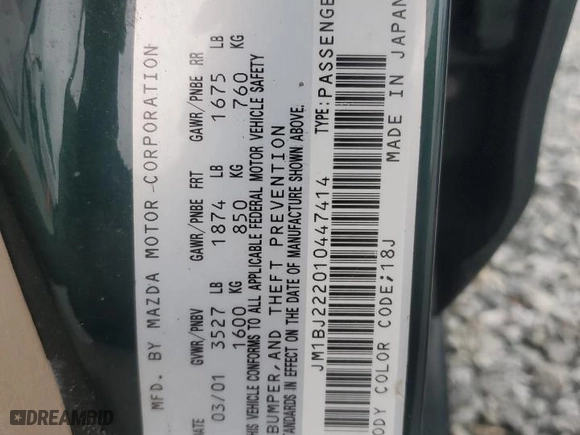 MFD. BY MAZDA MOTOR CORPORATION
DATE GVWR/PNBV GAWR/PNBE FRT GAWR/PNBE RR
03/01 3527 LB 1874 LB 1675 LB
1600 KG 850 KG 760 KG
THIS VEHICLE CONFORMS TO ALL APPLICABLE FEDERAL MOTOR VEHICLE SAFETY
BUMPER, AND THEFT PREVENTION
STANDARDS IN EFFECT ON THE DATE OF MANUFACTURE SHOWN ABOVE.
JM1BJ222010447414 TYPE:PASSENGE
ODY COLOR CODE;18J MADE IN JAPAN
DREAMBID